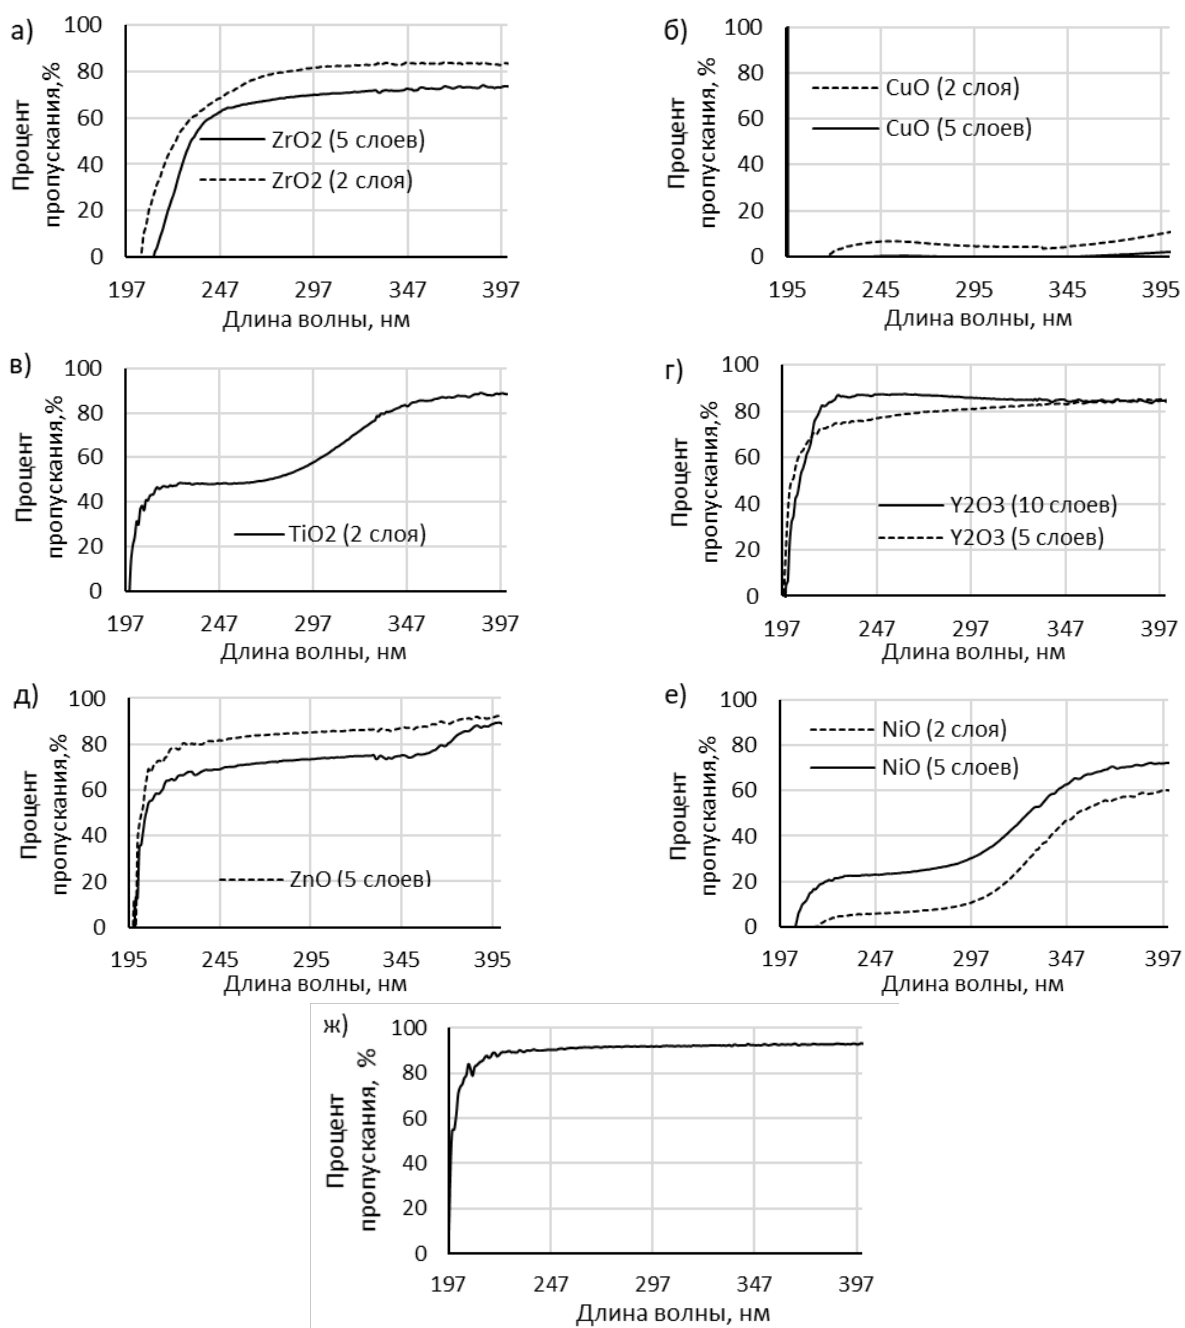 а)
Процент
пропускания,%
100
80
60
40
20
0
ZrO2 (5 слоев)
ZrO2 (2 слоя)
197 247 297 347 397
Длина волны, нм
б)
Процент
пропускания, %
100
80
60
40
20
0
CuO (2 слоя)
CuO (5 слоев)
195 245 295 345 395
Длина волны, нм
в)
Процент
пропускания,%
100
80
60
40
20
0
TiO2 (2 слоя)
197 247 297 347 397
Длина волны, нм
г)
Процент
пропускания,%
100
80
60
40
20
0
Y2O3 (10 слоев)
Y2O3 (5 слоев)
197 247 297 347 397
Длина волны, нм
д)
Процент
пропускания,%
100
80
60
40
20
0
ZnO (5 слоев)
195 245 295 345 395
Длина волны, нм
е)
Процент
пропускания,%
100
80
60
40
20
0
NiO (2 слоя)
NiO (5 слоев)
197 247 297 347 397
Длина волны, нм
ж)
Процент
пропускания, %
100
80
60
40
20
0
197 247 297 347 397
Длина волны, нм